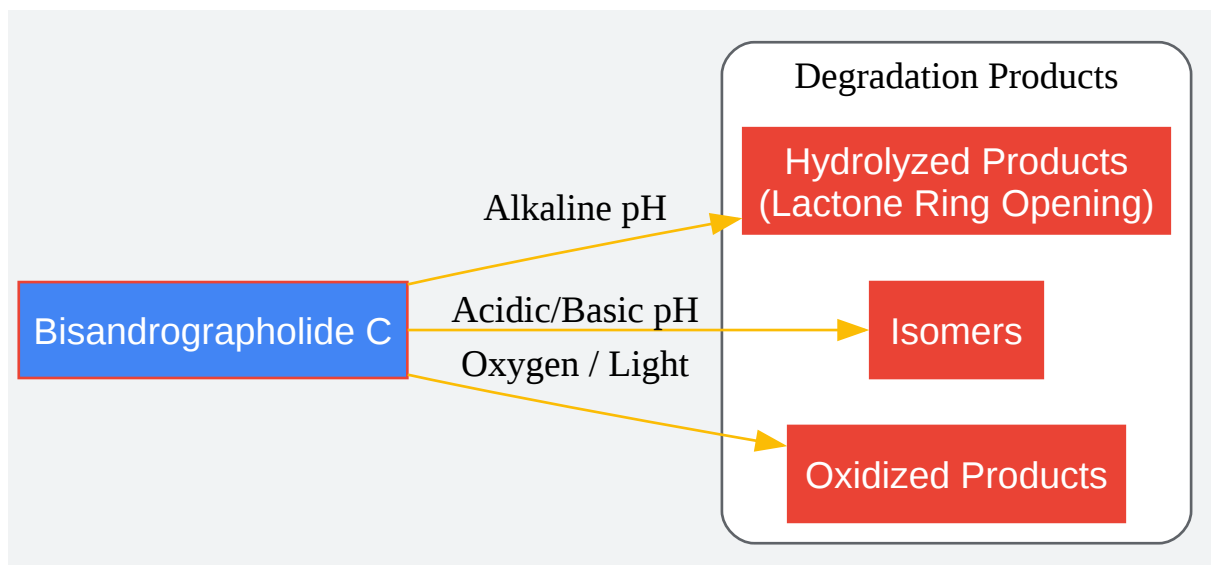 Degradation Products
Hydrolyzed Products
(Lactone Ring Opening)
Alkaline pH
Bisandrographolide C
Acidic/Basic pH
Isomers
Oxygen / Light
Oxidized Products